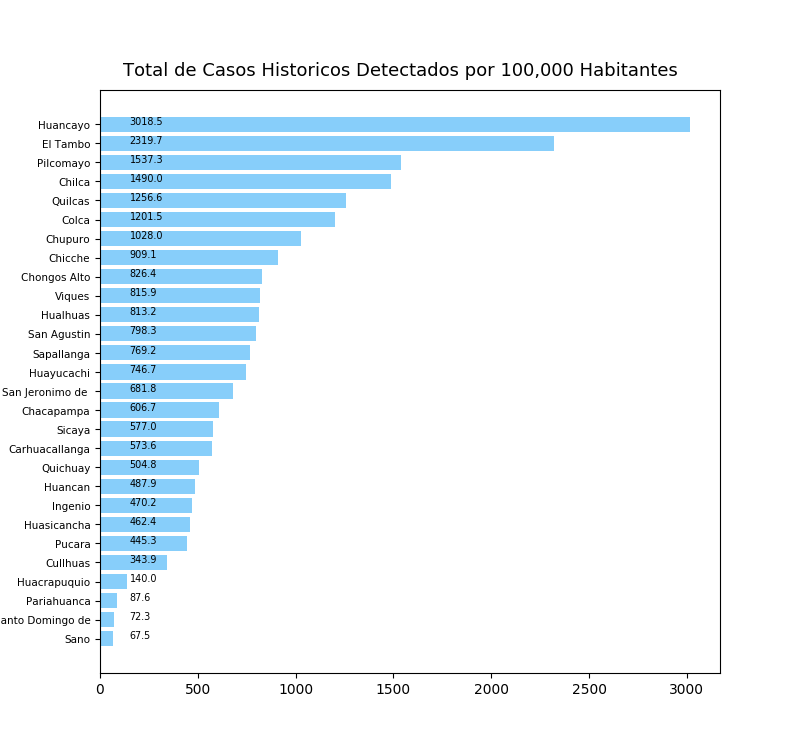 Total de Casos Historicos Detectados por 100,000 Habitantes
Huancayo 3018.5
El Tambo 2319.7
Pilcomayo 1537.3
Chilca 1490.0
Quilcas 1256.6
Colca 1201.5
Chupuro 1028.0
Chicche 909.1
Chongos Alto 826.4
Viques 815.9
Hualhuas 813.2
San Agustin 798.3
Sapallanga 769.2
Huayucachi 746.7
San Jeronimo de 681.8
Chacapampa 606.7
Sicaya 577.0
Carhuacallanga 573.6
Quichuay 504.8
Huancan 487.9
Ingenio 470.2
Huasicancha 462.4
Pucara 445.3
Cullhuas 343.9
Huacrapuquio 140.0
Pariahuanca 87.6
anto Domingo de 72.3
Sano 67.5
0 500 1000 1500 2000 2500 3000